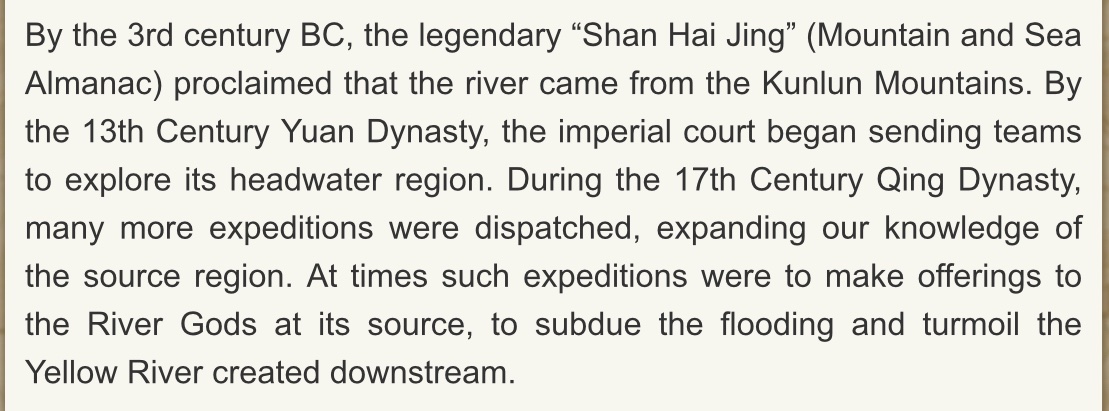 By the 3rd century BC, the legendary “Shan Hai Jing” (Mountain and Sea
Almanac) proclaimed that the river came from the Kunlun Mountains. By
the 13th Century Yuan Dynasty, the imperial court began sending teams
to explore its headwater region. During the 17th Century Qing Dynasty,
many more expeditions were dispatched, expanding our knowledge of
the source region. At times such expeditions were to make offerings to
the River Gods at its source, to subdue the flooding and turmoil the
Yellow River created downstream.